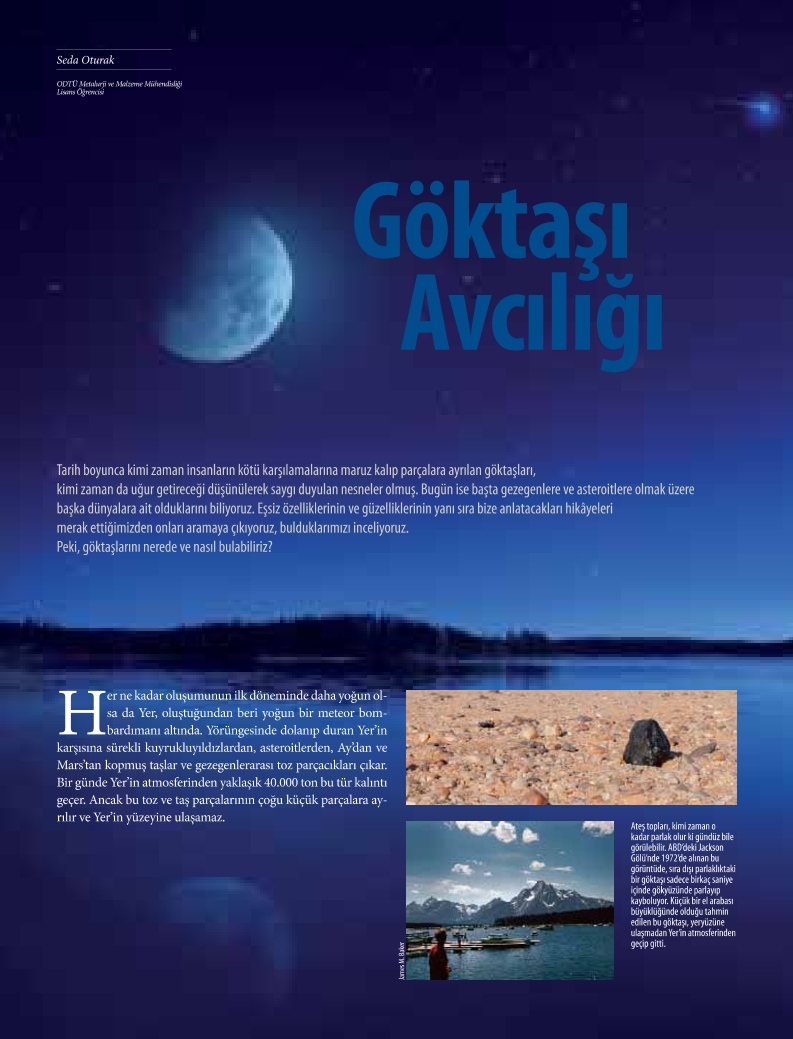 Seda Oturak
ODTÜ Metalurji ve Malzeme Mühendisliği
Lisans Öğrencisi
Göktaşı
Avcılığı
Tarih boyunca kimi zaman insanların kötü karşılamalarına maruz kalıp parçalara ayrılan göktaşları,
kimi zaman da uğur getireceği düşünülerek saygı duyulan nesneler olmuş. Bugün ise başta gezegenlere ve asteroitlere olmak üzere
başka dünyalara ait olduklarını biliyoruz. Eşsiz özelliklerinin ve güzelliklerinin yanı sıra bize anlatacakları hikâyeleri
merak ettiğimizden onları aramaya çıkıyoruz, bulduklarımızı inceliyoruz.
Peki, göktaşlarını nerede ve nasıl bulabiliriz?
Her ne kadar oluşumunun ilk döneminde daha yoğun ol-
sa da Yer, oluştuğundan beri yoğun bir meteor bom-
bardımanı altında. Yörüngesinde dolanıp duran Yer'in
karşısına sürekli kuyrukluyıldızlardan, asteroitlerden, Ay'dan ve
Mars'tan kopmuş taşlar ve gezegenlerarası toz parçacıkları çıkar.
Bir günde Yer'in atmosferinden yaklaşık 40.000 ton bu tür kalıntı
geçer. Ancak bu toz ve taş parçalarının çoğu küçük parçalara ay-
rılır ve Yer'in yüzeyine ulaşamaz.
Ateş topları, kimi zaman o
kadar parlak olur ki gündüz bile
görülebilir. ABD'deki Jackson
Gölü'nde 1972'de alınan bu
görüntüde, sıra dışı parlaklıktaki
bir göktaşı sadece birkaç saniye
içinde gökyüzünde parlayıp
kayboluyor. Küçük bir el arabası
büyüklüğünde olduğu tahmin
edilen bu göktaşı, yeryüzüne
ulaşmadan Yer'in atmosferinden
geçip gitti.
James M. Baker